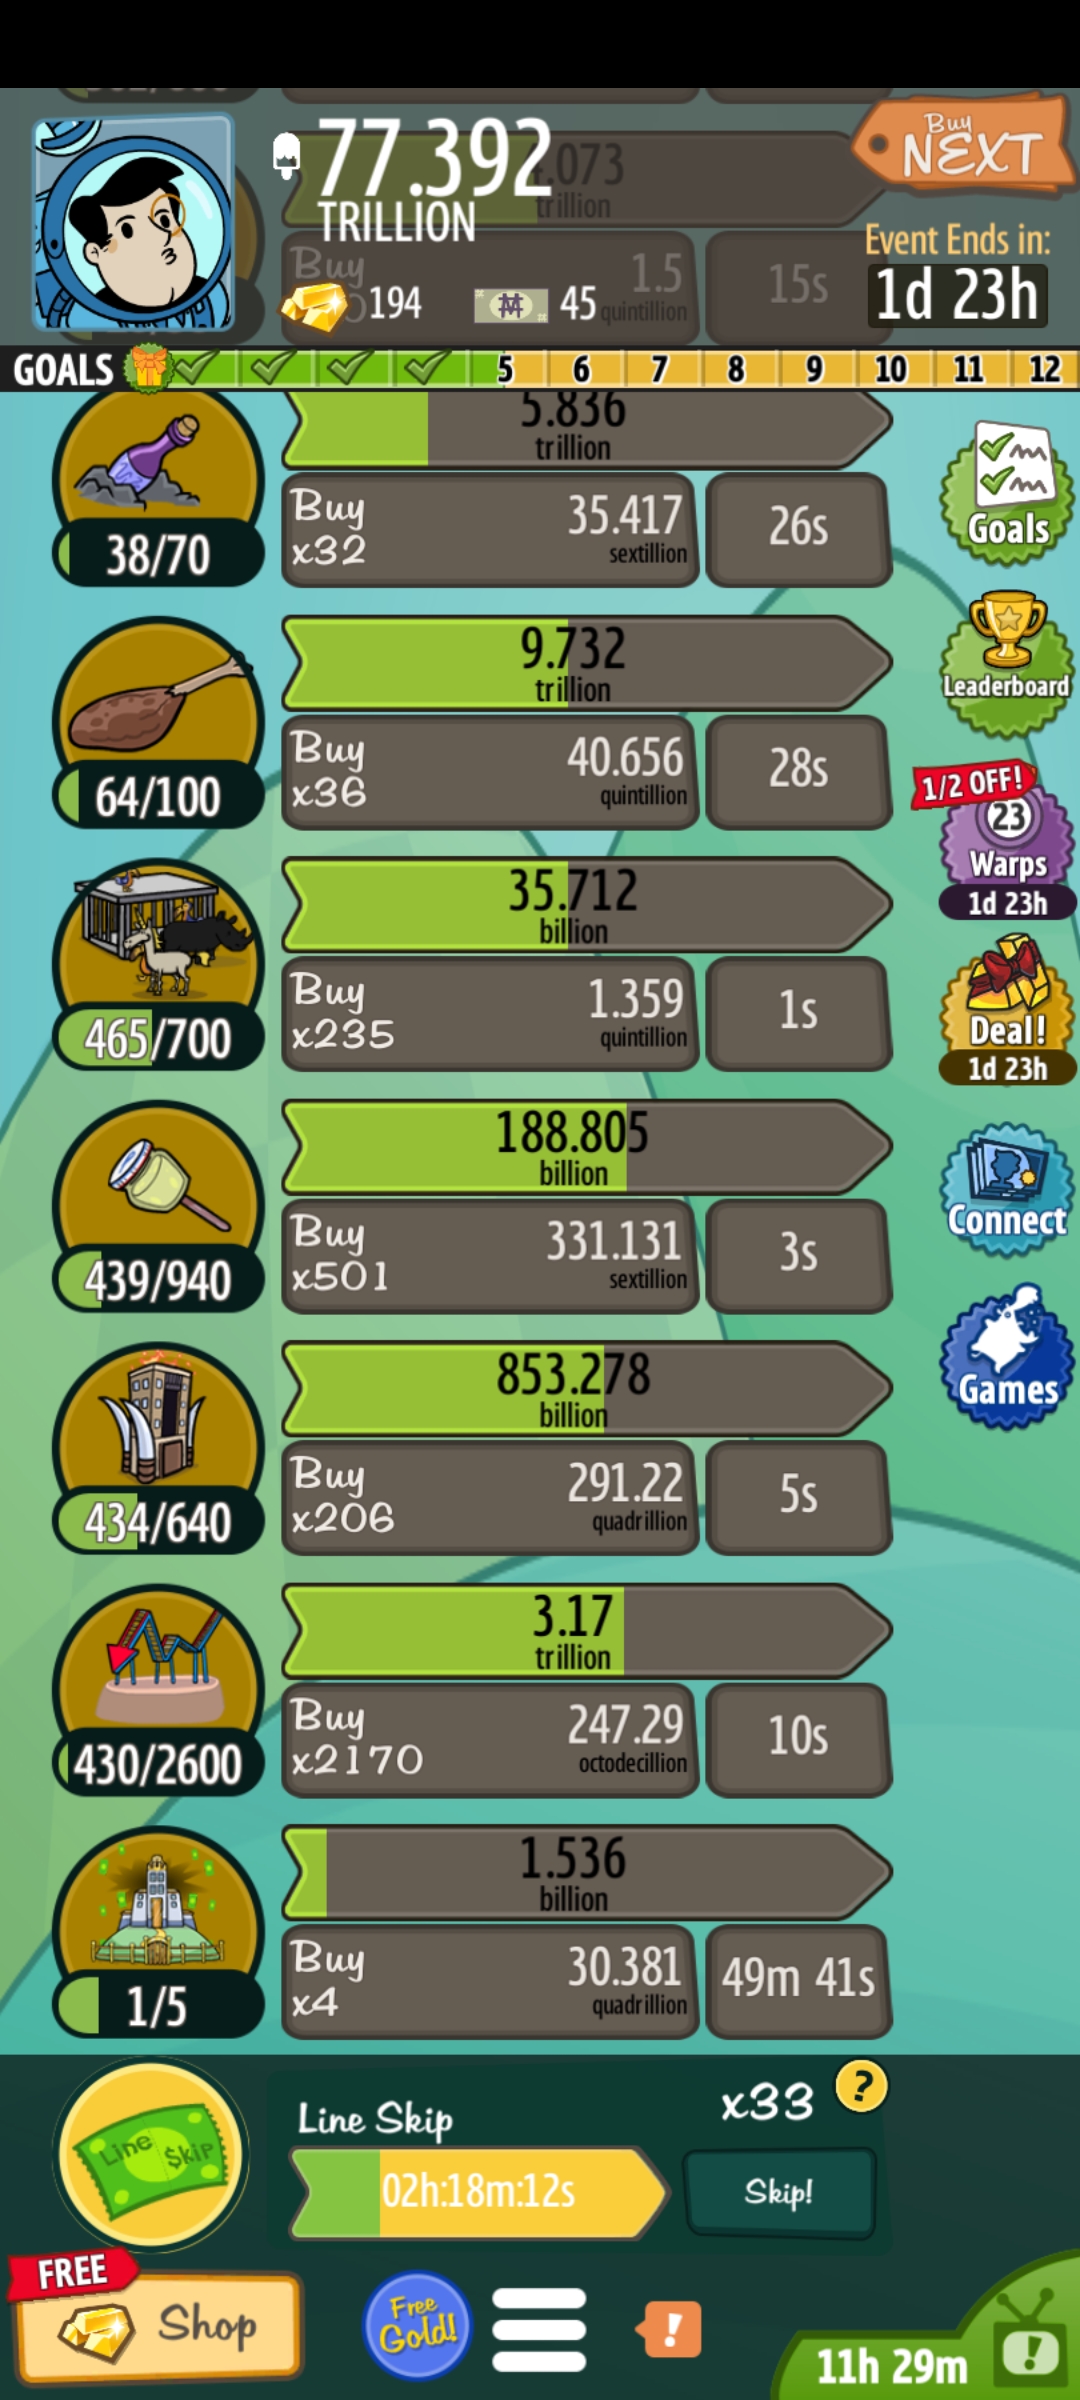 77.392
TRILLION
Buy
NEXT
.073
trillion
Buy
1.5
quintillion
15s
194
45
Event Ends in:
1d 23h
GOALS
5 6 7 8 9 10 11 12
5.836
trillion
Buy
x32
35.417
sextillion
26s
38/70
Goals
9.732
trillion
Buy
x36
40.656
quintillion
28s
64/100
Leaderboard
1/2 OFF!
23
Warps
1d 23h
35.712
billion
Buy
x235
1.359
quintillion
1s
465/700
Deal!
1d 23h
188.805
billion
Buy
x501
331.131
sextillion
3s
439/940
Connect
853.278
billion
Buy
x206
291.22
quadrillion
5s
434/640
Games
3.17
trillion
Buy
x2170
247.29
octodecillion
10s
430/2600
1.536
billion
Buy
x4
30.381
quadrillion
49m 41s
1/5
Line $kip
Line Skip
x33
?
02h:18m:12s
Skip!
FREE
Shop
Free
Gold!
!
11h 29m
!